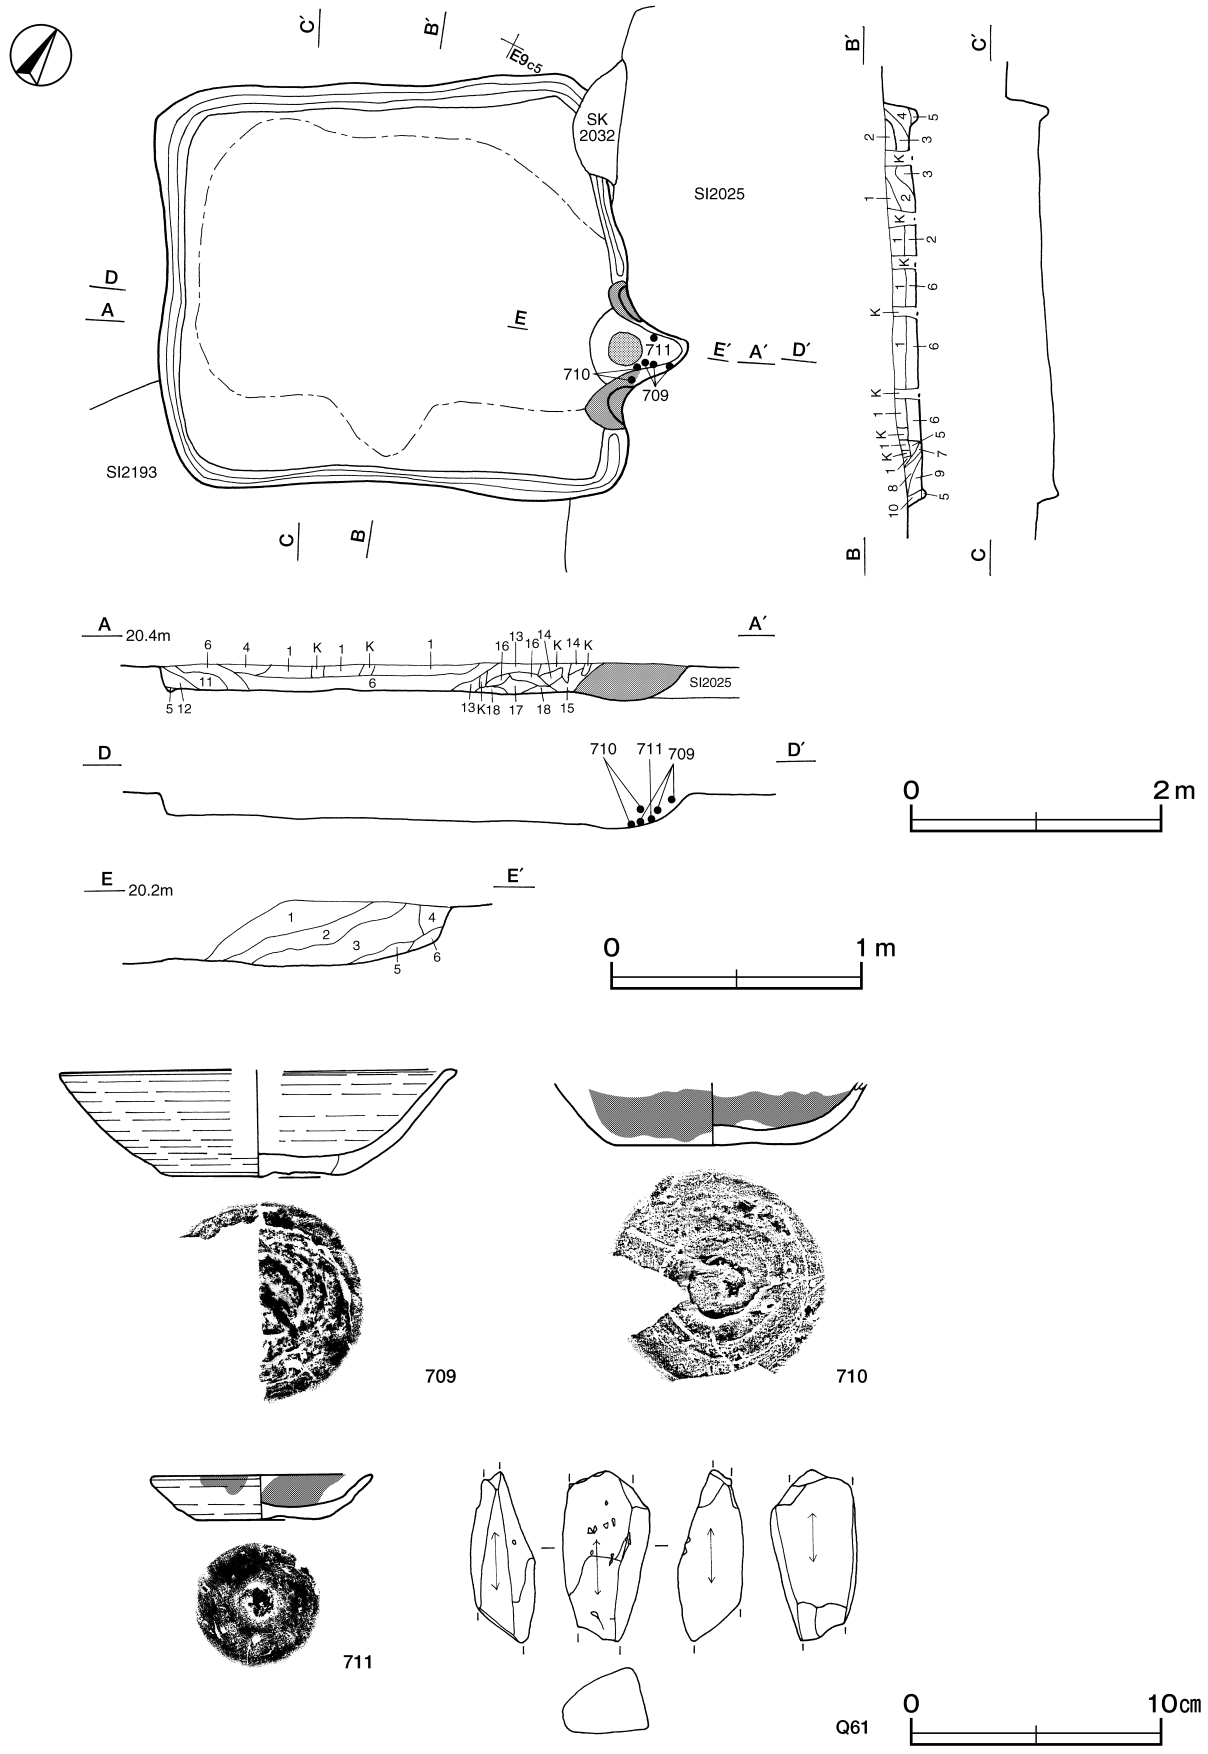 C′
B′
E9c5
SK
2032
SI2025
D
A
E
711
E′ A′ D′
710
709
SI2193
C
B
B′
C′
4
5
2
3
K
3
1
2
K
1
2
K
1
6
K
1
6
K
1
6
K
5
1
K
7
1
9
8
5
10
B
C
A
20.4m
A′
6 4 1 K 1 K 1 16 13 16 14 K 14 K
11 6 SI2025
5 12 13 K 18 17 18 15
D
710 711 709
D′
0 2m
E
20.2m
E′
1
2
3
4
5
6
0 1m
709
710
711
Q61
0 10㎝